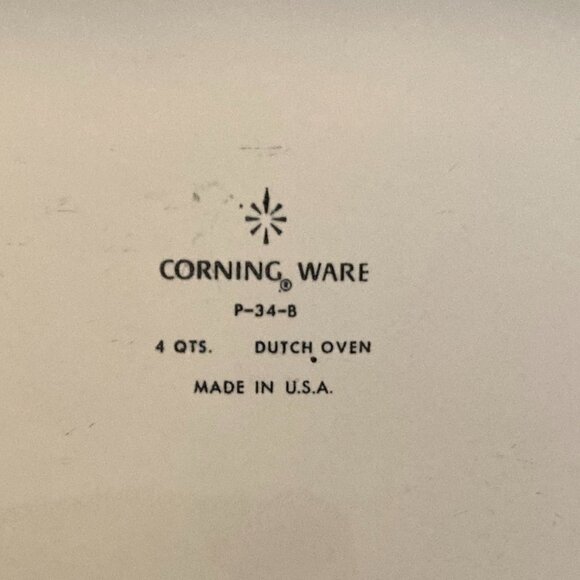 CORNING® WARE
P-34-B
4 QTS. DUTCH OVEN
MADE IN U.S.A.